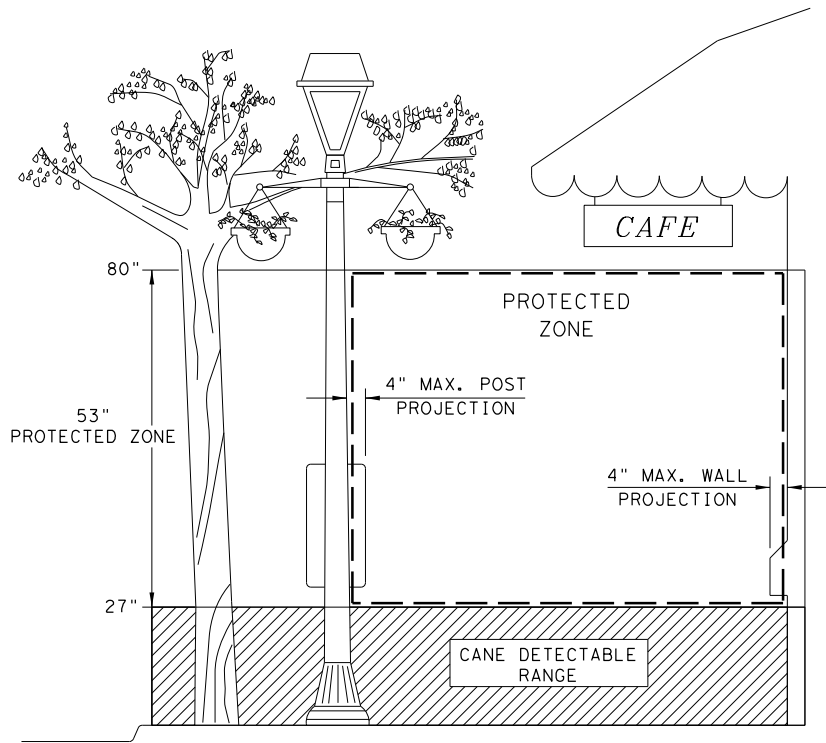 CAFE
80"
PROTECTED
ZONE
4" MAX. POST
PROJECTION
53"
PROTECTED ZONE
4" MAX. WALL
PROJECTION
27"
CANE DETECTABLE
RANGE